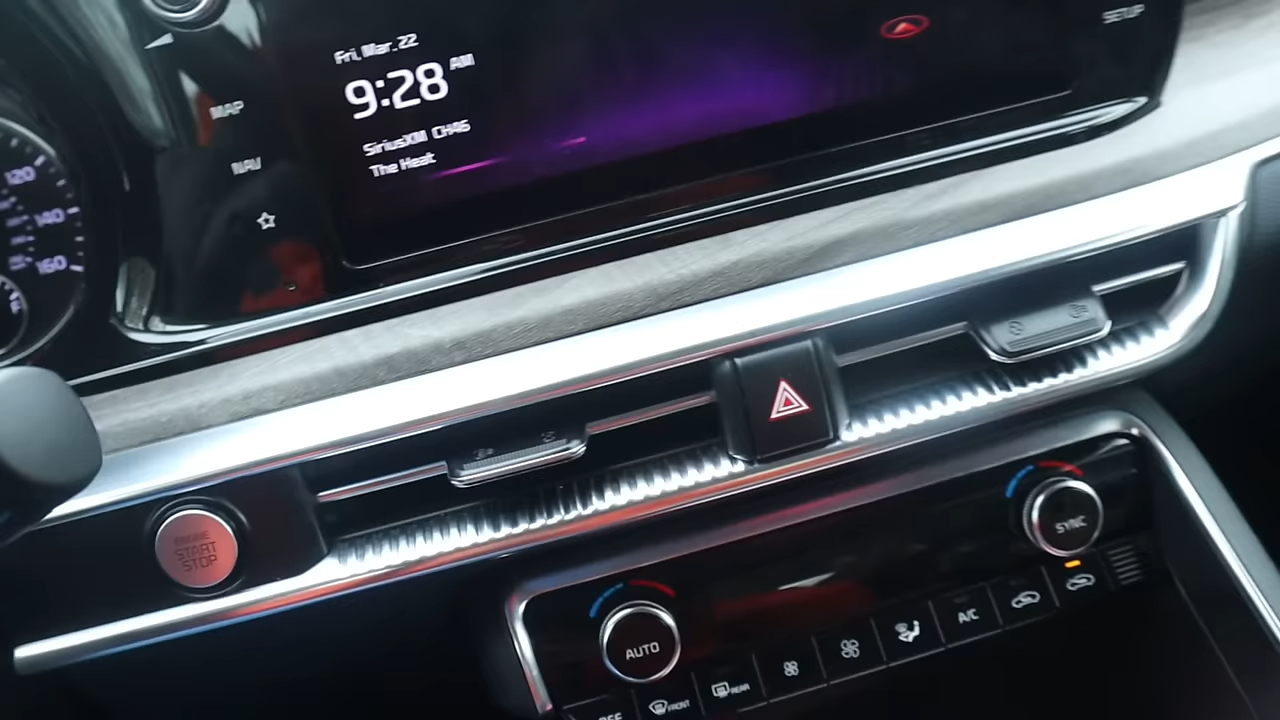 Fri, Mar. 22
9:28 AM
SiriusXM CH46
The Heat
SETUP
MAP
NAV
120
140
160
ENGINE
START
STOP
SYNC
AUTO
A/C
REAR
FRONT